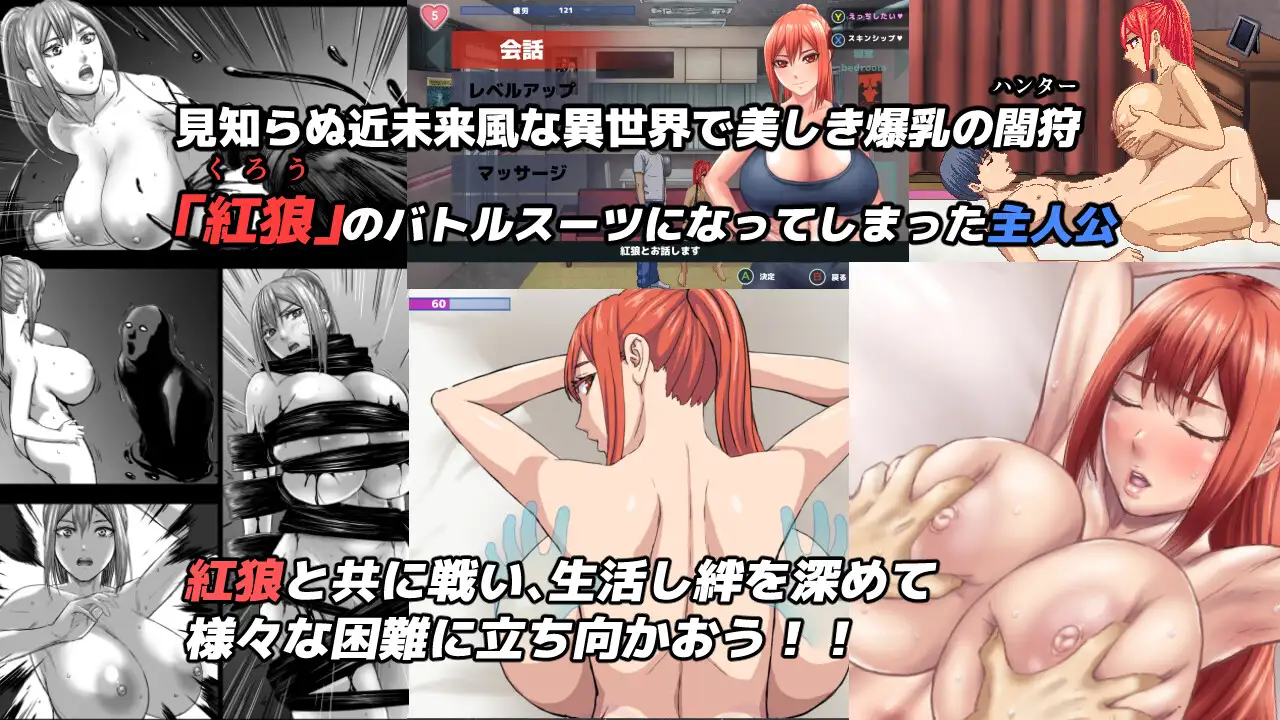 5
疲労 121
Y えっちしたい♥
会話
X スキンシップ♥
bedroom
レベルアップ
ハンター
見知らぬ近未来風な異世界で美しき爆乳の闇狩
くろう
マッサージ
「紅狼」のバトルスーツになってしまった主人公
紅狼とお話します
A 決定 B 戻る
60
紅狼と共に戦い、生活し絆を深めて
様々な困難に立ち向かおう！！